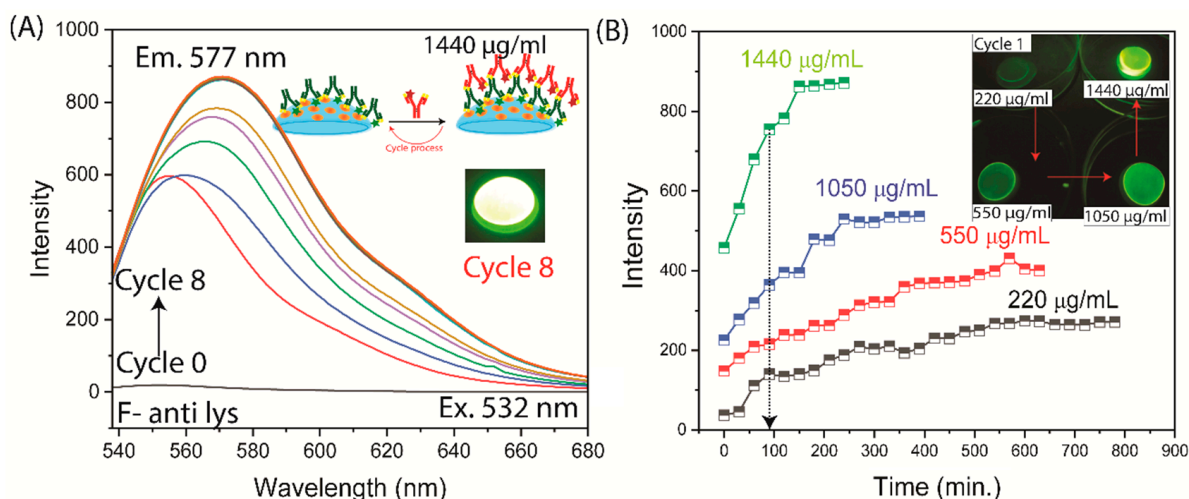 (A)
1000
800
600
400
200
0
Intensity
Em. 577 nm
1440 µg/ml
Cycle process
Cycle 8
Cycle 8
Cycle 0
F- anti lys
Ex. 532 nm
540 560 580 600 620 640 660 680
Wavelength (nm)
(B)
1000
800
600
400
200
0
Intensity
1440 µg/mL
1050 µg/mL
550 µg/mL
220 µg/mL
Cycle 1
220 µg/ml
1440 µg/ml
550 µg/ml
1050 µg/ml
-100 0 100 200 300 400 500 600 700 800 900
Time (min.)